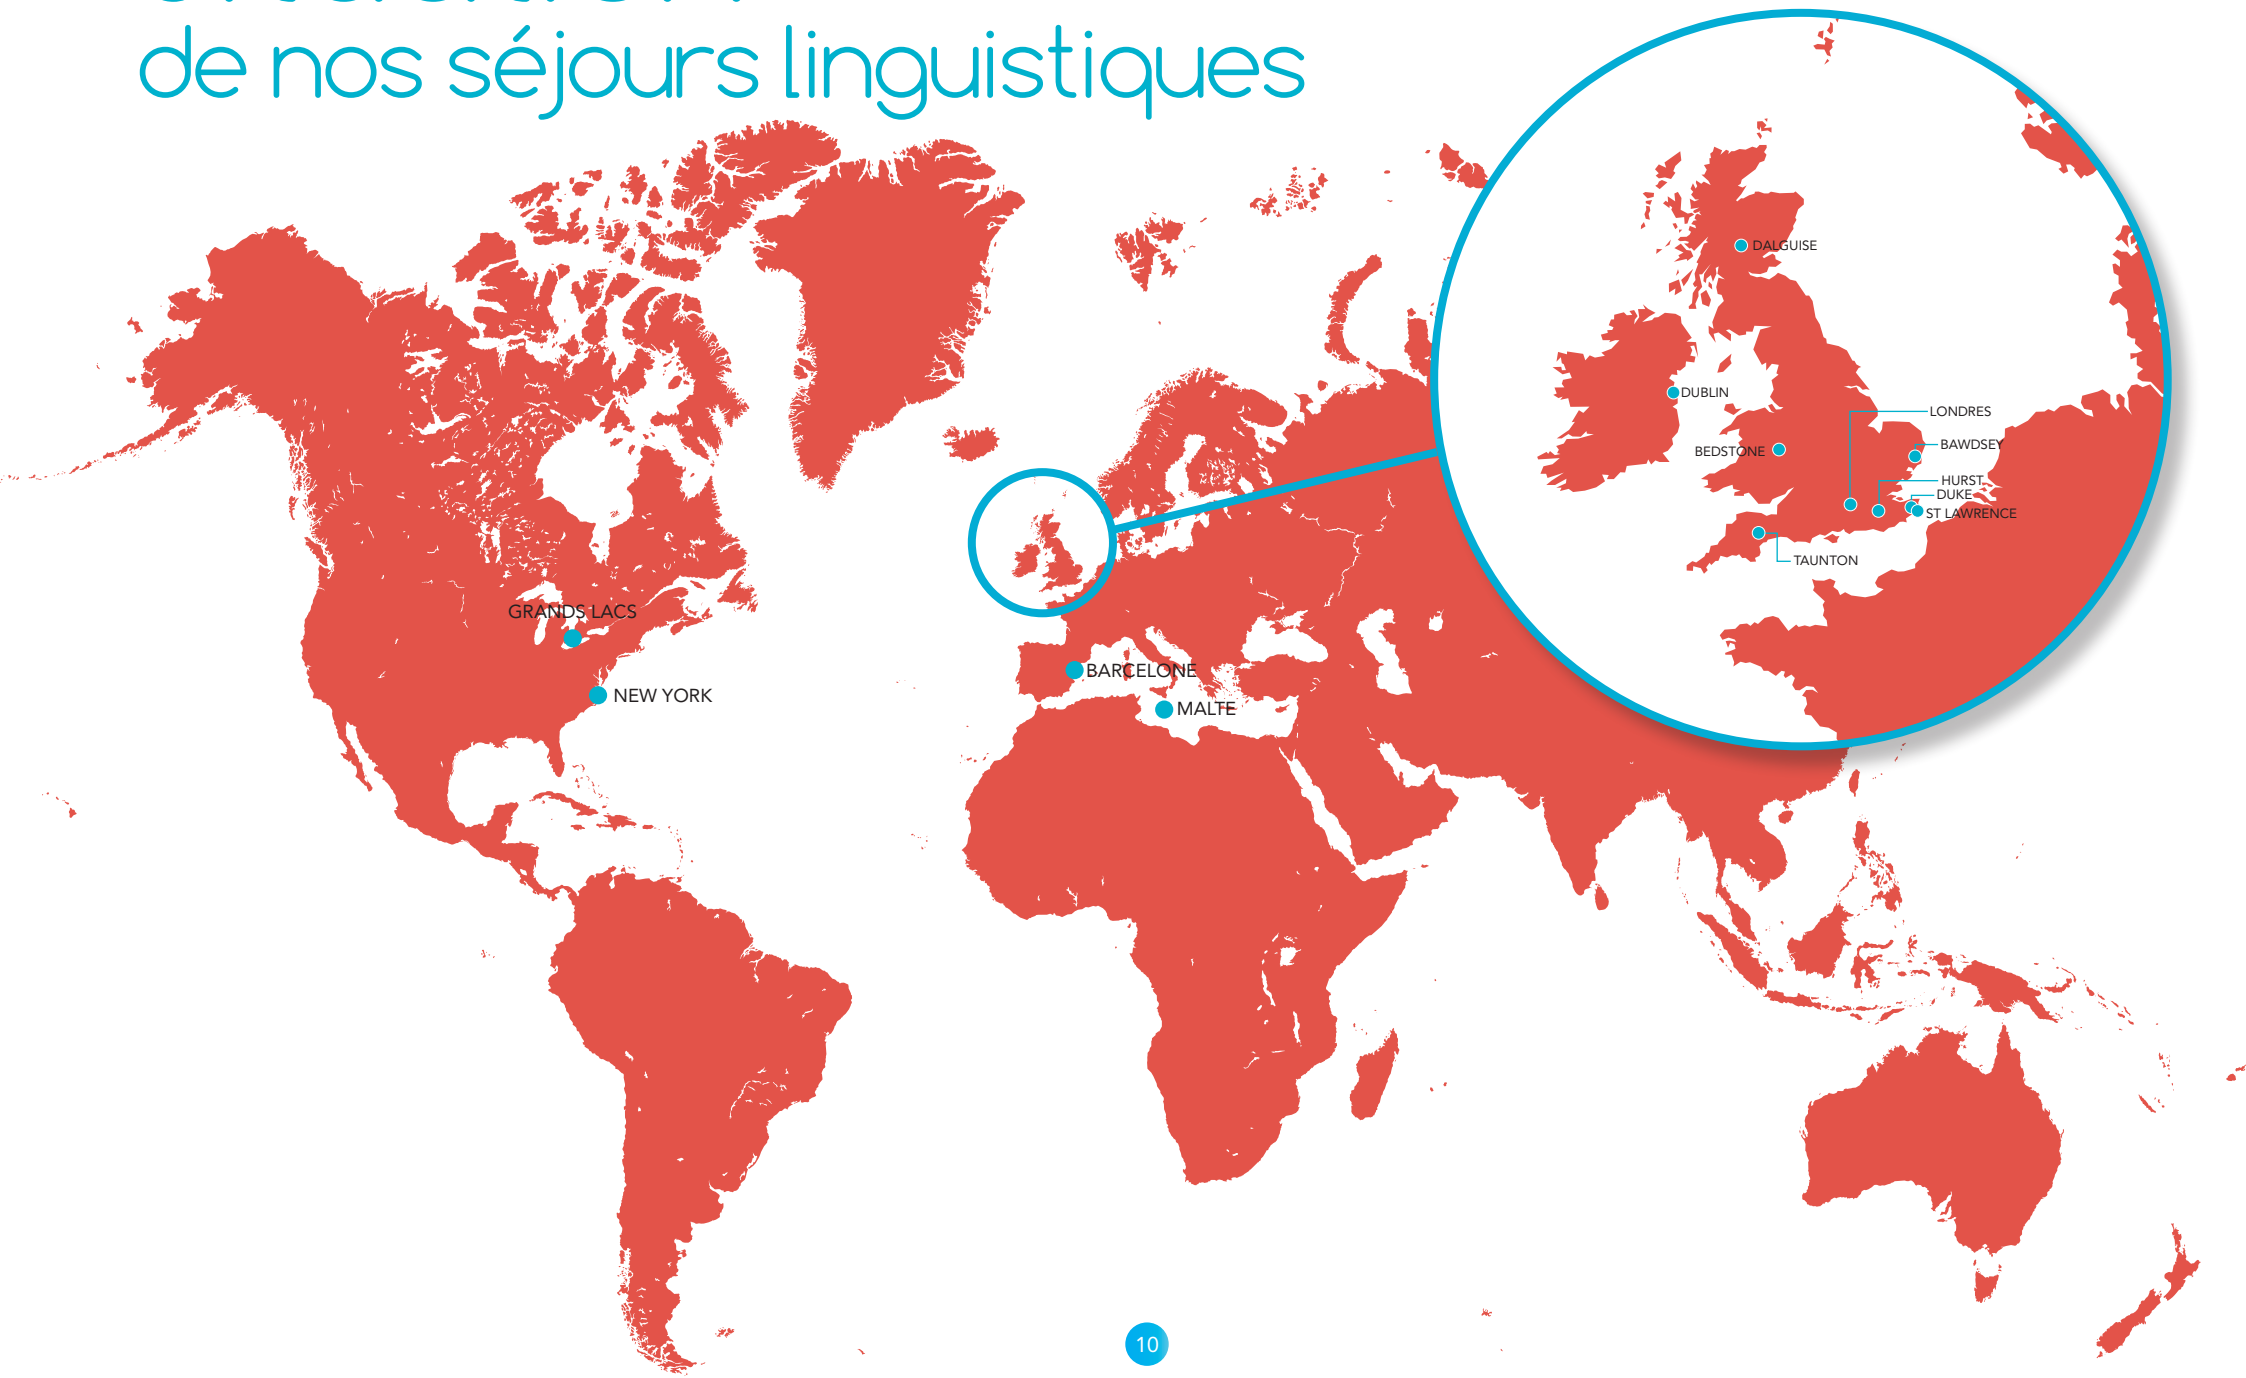 de nos séjours linguistiques
DALGUISE
DUBLIN
LONDRES
BEDSTONE
BAWDSEY
HURST
DUKE
ST LAWRENCE
TAUNTON
GRANDS LACS
NEW YORK
BARCELONE
MALTE
10